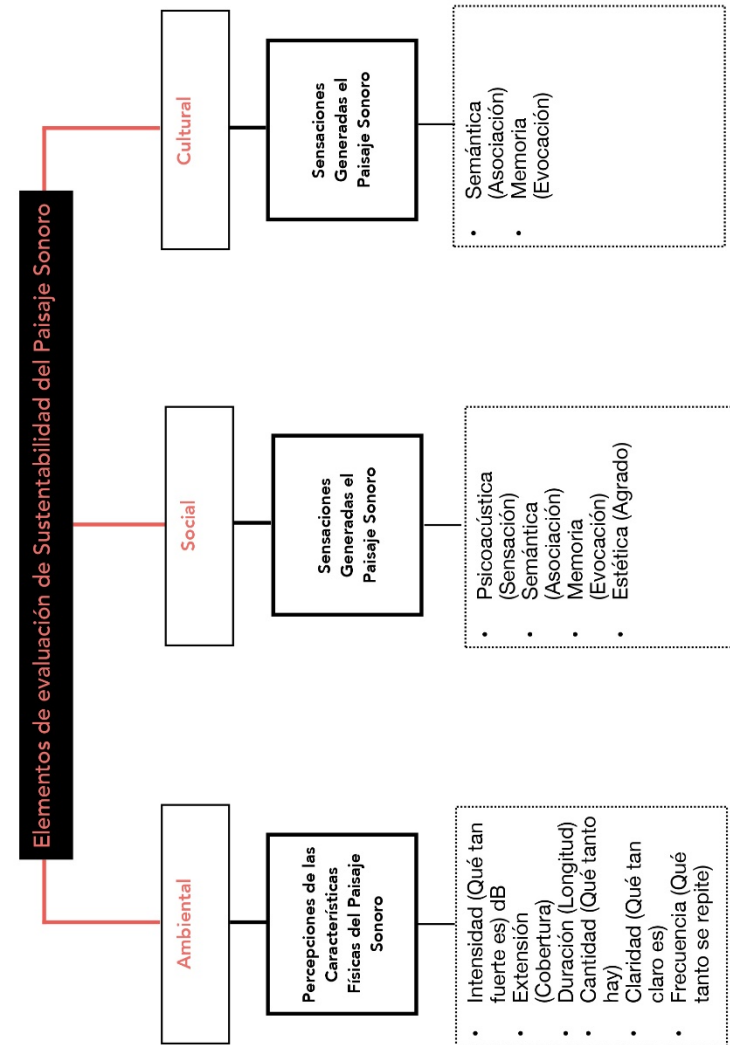 Elementos de evaluación de Sustentabilidad del Paisaje Sonoro
Ambiental
Percepciones de las
Características
Físicas del Paisaje
Sonoro
• Intensidad (Qué tan
fuerte es) dB
• Extensión
(Cobertura)
• Duración (Longitud)
• Cantidad (Qué tanto
hay)
• Claridad (Qué tan
claro es)
• Frecuencia (Qué
tanto se repite)
Social
Sensaciones
Generadas el
Paisaje Sonoro
• Psicoacústica
(Sensación)
• Semántica
(Asociación)
• Memoria
(Evocación)
• Estética (Agrado)
Cultural
Sensaciones
Generadas el
Paisaje Sonoro
• Semántica
(Asociación)
• Memoria
(Evocación)